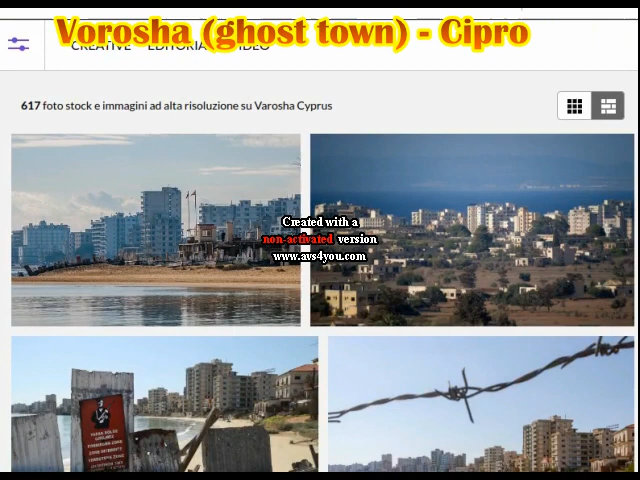 Vorosha (ghost town) - Cipro
CREATIVE EDITORIA VIDEO
617 foto stock e immagini ad alta risoluzione su Varosha Cyprus
Created with a
non-activated version
www.avs4you.com